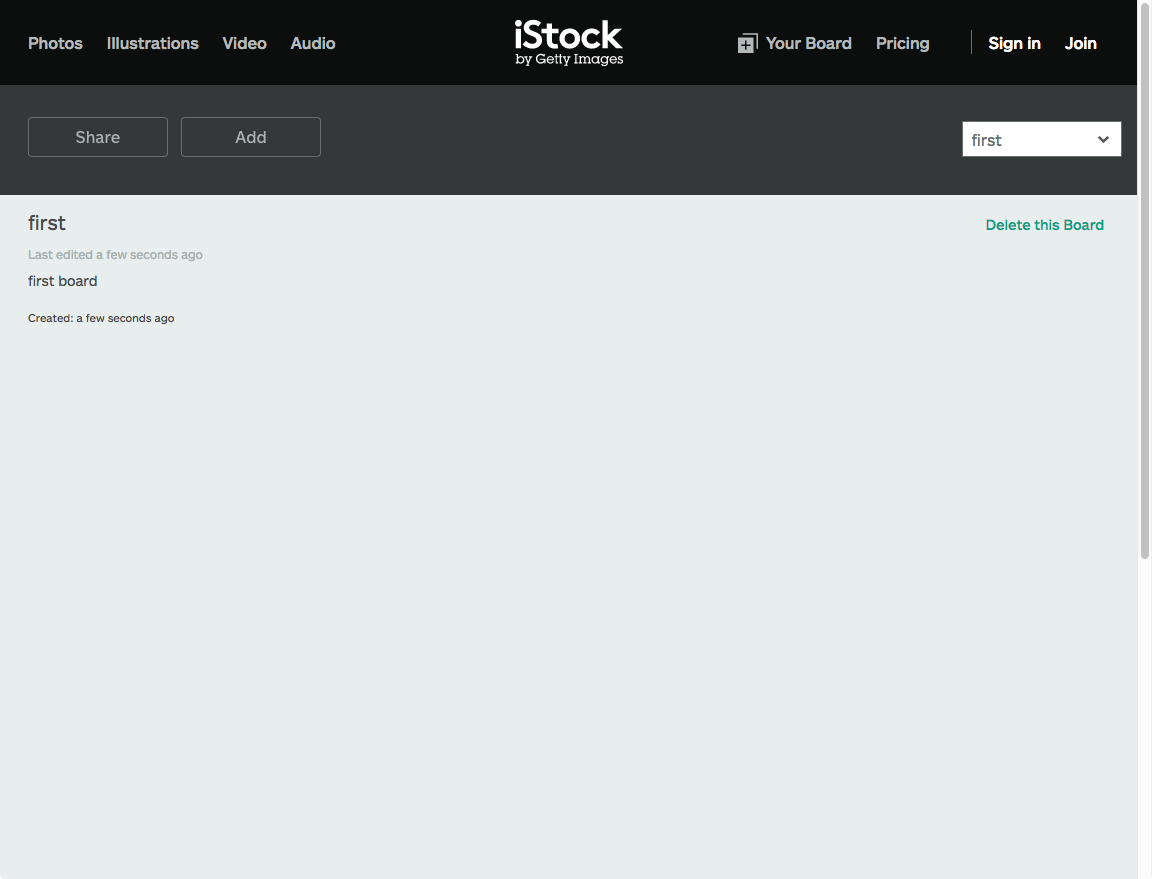 Photos Illustrations Video Audio
iStock
by Getty Images
Your Board Pricing Sign in Join
Share Add
first
first
Delete this Board
Last edited a few seconds ago
first board
Created: a few seconds ago